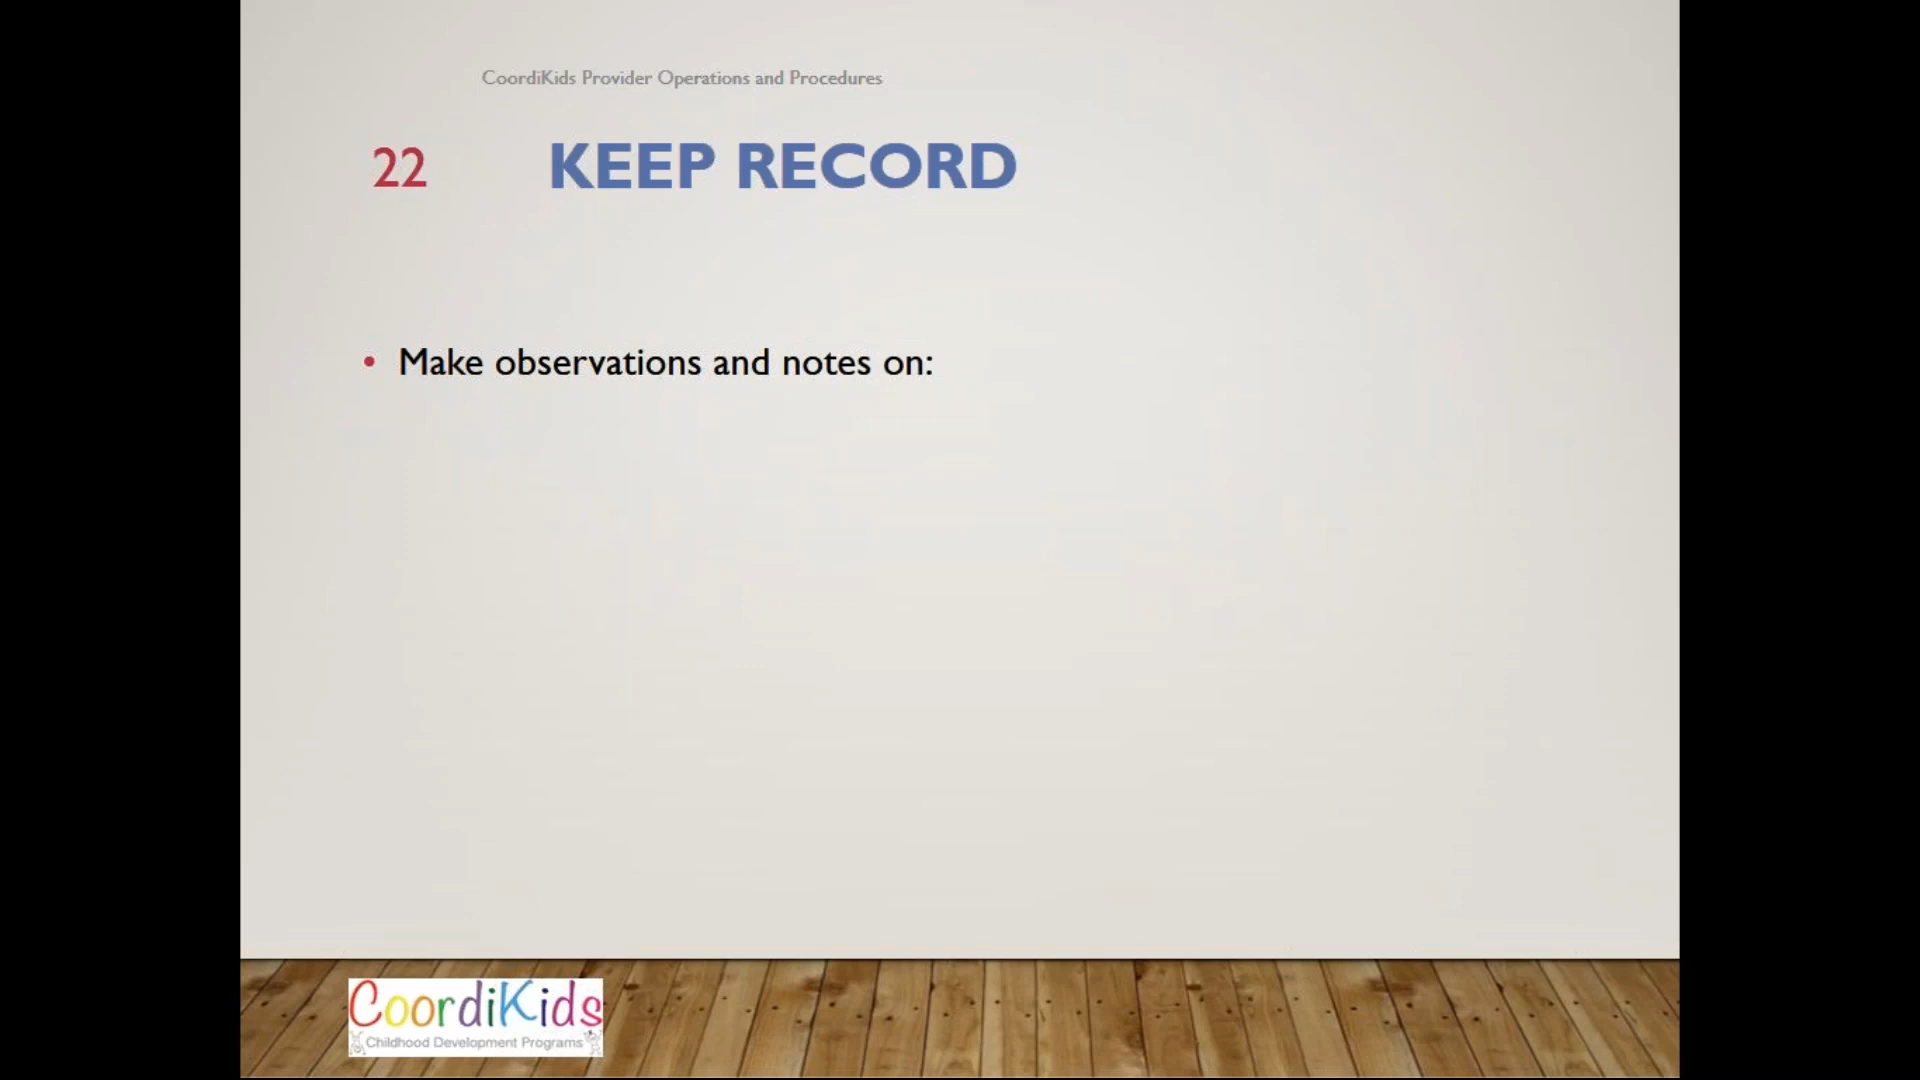 CoordiKids Provider Operations and Procedures
22 KEEP RECORD
• Make observations and notes on:
CoordiKids
Childhood Development Programs